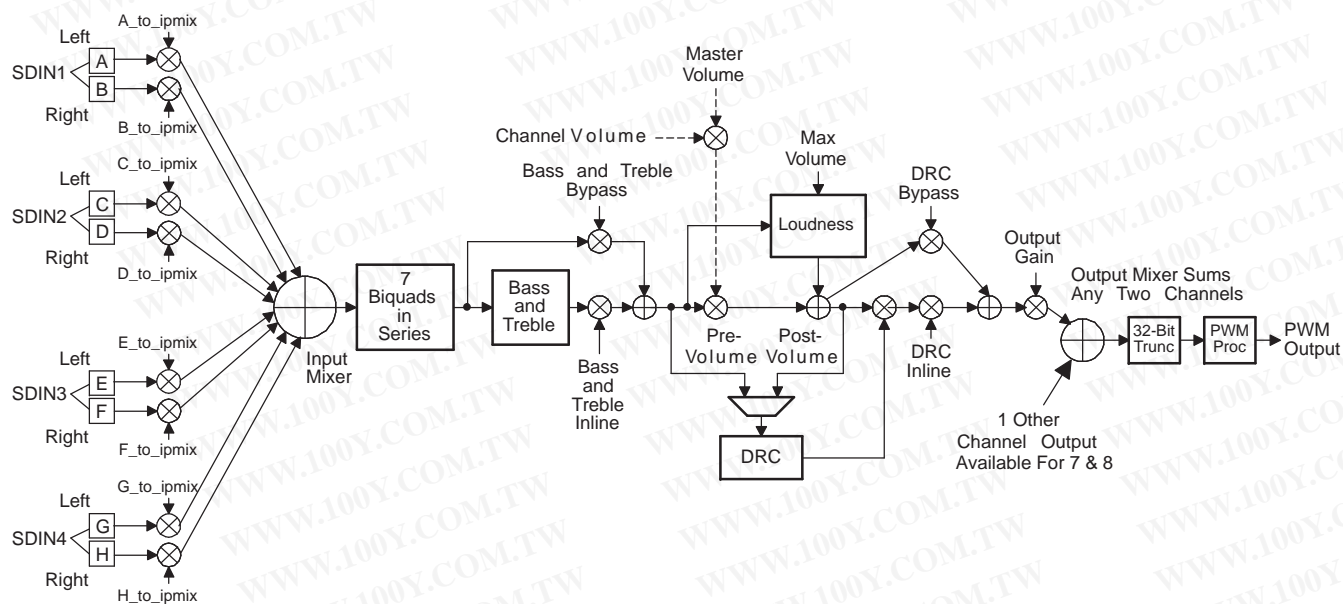 A_to_ipmix
Left
SDIN1
A
B
Right
B_to_ipmix
C_to_ipmix
Left
SDIN2
C
D
Right
D_to_ipmix
E_to_ipmix
Left
SDIN3
E
F
Right
F_to_ipmix
G_to_ipmix
Left
SDIN4
G
H
Right
H_to_ipmix
Input
Mixer
7
Biquads
in
Series
Bass and Treble
Bypass
Bass
and
Treble
Bass
and
Treble
Inline
Master
Volume
Channel Volume
Max
Volume
Loudness
Pre-
Volume
Post-
Volume
DRC
DRC
Bypass
DRC
Inline
Output
Gain
Output Mixer Sums
Any Two Channels
1 Other
Channel Output
Available For 7 & 8
32-Bit
Trunc
PWM
Proc
PWM
Output
WWW.100Y.COM.TW